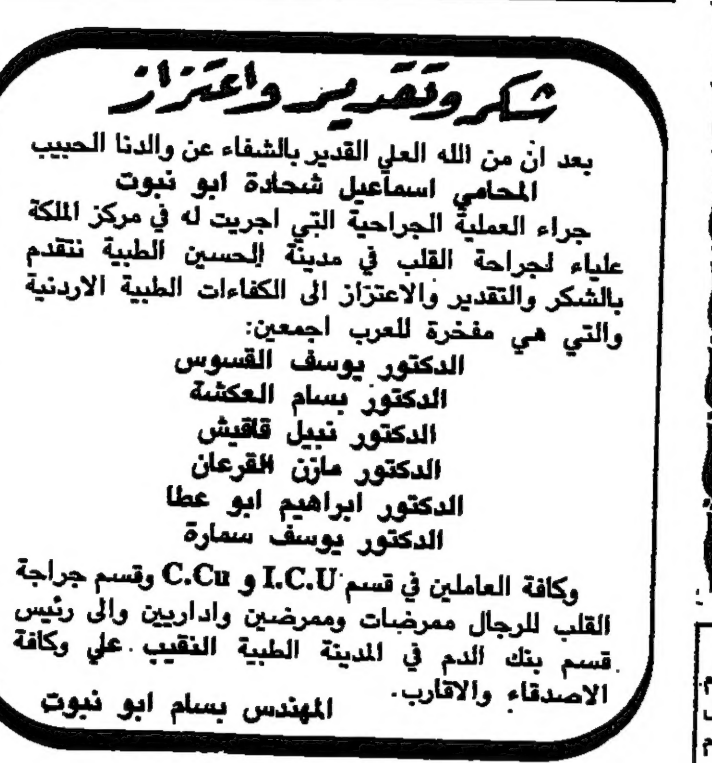 شكر وتقدير واعتزاز
بعد ان من الله العلي القدير بالشفاء عن والدنا الحبيب
المحامي اسماعيل شحادة ابو نبوت
جراء العملية الجراحية التي اجريت له في مركز الملكة
علياء لجراحة القلب في مدينة الحسين الطبية نتقدم
بالشكر والتقدير والاعتزاز الى الكفاءات الطبية الاردنية
والتي هي مفخرة للعرب اجمعين:
الدكتور يوسف القسوس
الدكتور بسام العكشة
الدكتور نبيل قاقيش
الدكتور مازن القرعان
الدكتور ابراهيم ابو عطا
الدكتور يوسف سمارة
وكافة العاملين في قسم I.C.U و C.Cu وقسم جراحة
القلب للرجال ممرضات وممرضين واداريين والى رئيس
قسم بنك الدم في المدينة الطبية النقيب علي وكافة
الاصدقاء والاقارب.
المهندس بسام ابو نبوت